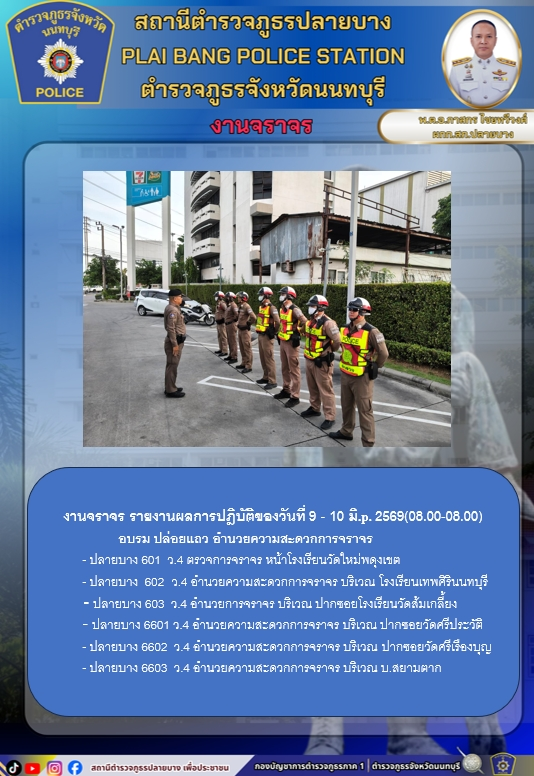 ตำรวจภูธรจังหวัด
นนทบุรี
POLICE
สถานีตำรวจภูธรปลายบาง
PLAI BANG POLICE STATION
ตำรวจภูธรจังหวัดนนทบุรี
งานจราจร
พ.ต.อ.ภาสกร ไชยทวีวงศ์
ผกก.สภ.ปลายบาง
งานจราจร รายงานผลการปฎิบัติของวันที่ 9 - 10 มิ.p. 2569(08.00-08.00)
อบรม ปล่อยแถว อำนวยความสะดวกการจราจร
- ปลายบาง 601 ว.4 ตรวจการจราจร หน้าโรงเรียนวัดใหม่พดุงเขต
- ปลายบาง 602 ว.4 อำนวยความสะดวกการจราจร บริเวณ โรงเรียนเทพศิรินนทบุรี
- ปลายบาง 603 ว.4 อำนวยการจราจร บริเวณ ปากซอยโรงเรียนวัดส้มเกลี้ยง
- ปลายบาง 6601 ว.4 อำนวยความสะดวกการจราจร บริเวณ ปากซอยวัดศรีประวัติ
- ปลายบาง 6602 ว.4 อำนวยความสะดวกการจราจร บริเวณ ปากซอยวัดศรีเรืองบุญ
- ปลายบาง 6603 ว.4 อำนวยความสะดวกการจราจร บริเวณ บ.สยามตาก
สถานีตำรวจภูธรปลายบาง เพื่อประชาชน
กองบัญชาการตำรวจภูธรภาค 1 | ตำรวจภูธรจังหวัดนนทบุรี